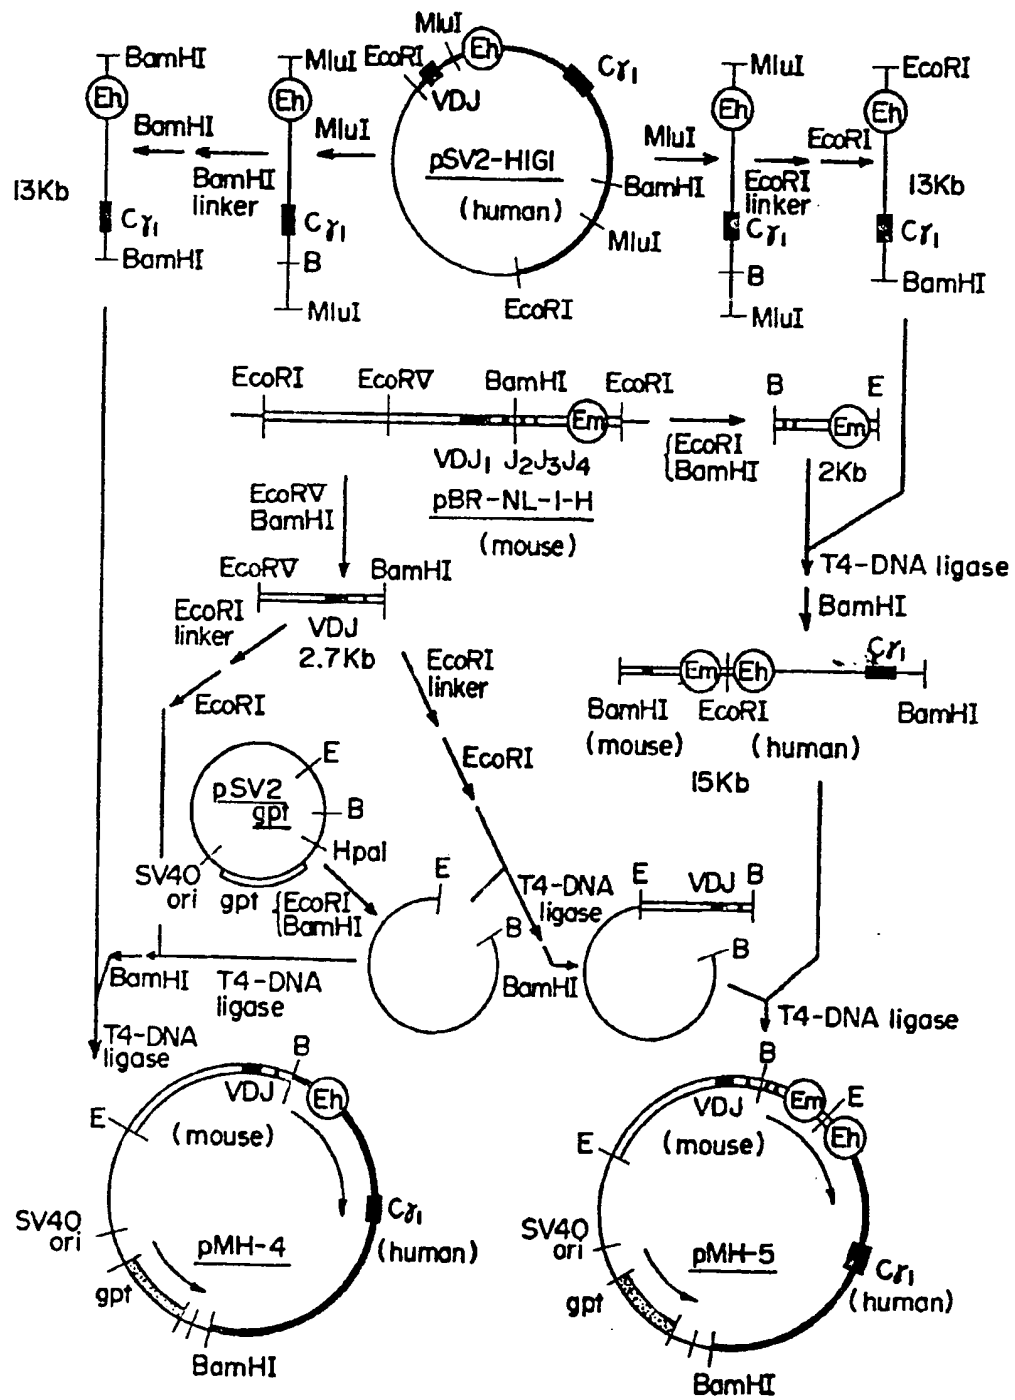 BamHI
Eh
13Kb
Cγ1
BamHI
BamHI
BamHI
linker
MluI
Eh
Cγ1
B
MluI
MluI
MluI
EcoRI
Eh
VDJ
Cγ1
pSV2-HIGI
(human)
BamHI
MluI
EcoRI
MluI
MluI
Eh
Cγ1
B
MluI
EcoRI
EcoRI
linker
EcoRI
Eh
13Kb
Cγ1
BamHI
EcoRI
EcoRV
BamHI
EcoRI
Em
VDJ1 J2J3J4
pBR-NL-I-H
(mouse)
EcoRI
BamHI
B
E
Em
2Kb
EcoRV
BamHI
EcoRV
BamHI
VDJ
2.7Kb
EcoRI
linker
EcoRI
EcoRI
linker
EcoRI
T4-DNA ligase
BamHI
Em
Eh
Cγ1
BamHI
EcoRI
BamHI
(mouse)
(human)
15Kb
pSV2
gpt
E
B
HpaI
SV40
ori
gpt
EcoRI
BamHI
E
B
T4-DNA
ligase
BamHI
E
VDJ
B
B
BamHI
T4-DNA
ligase
T4-DNA
ligase
T4-DNA ligase
B
VDJ
Eh
E
(mouse)
Cγ1
(human)
SV40
ori
pMH-4
gpt
BamHI
B
VDJ
Em
E
Eh
E
(mouse)
SV40
ori
pMH-5
Cγ1
(human)
gpt
BamHI